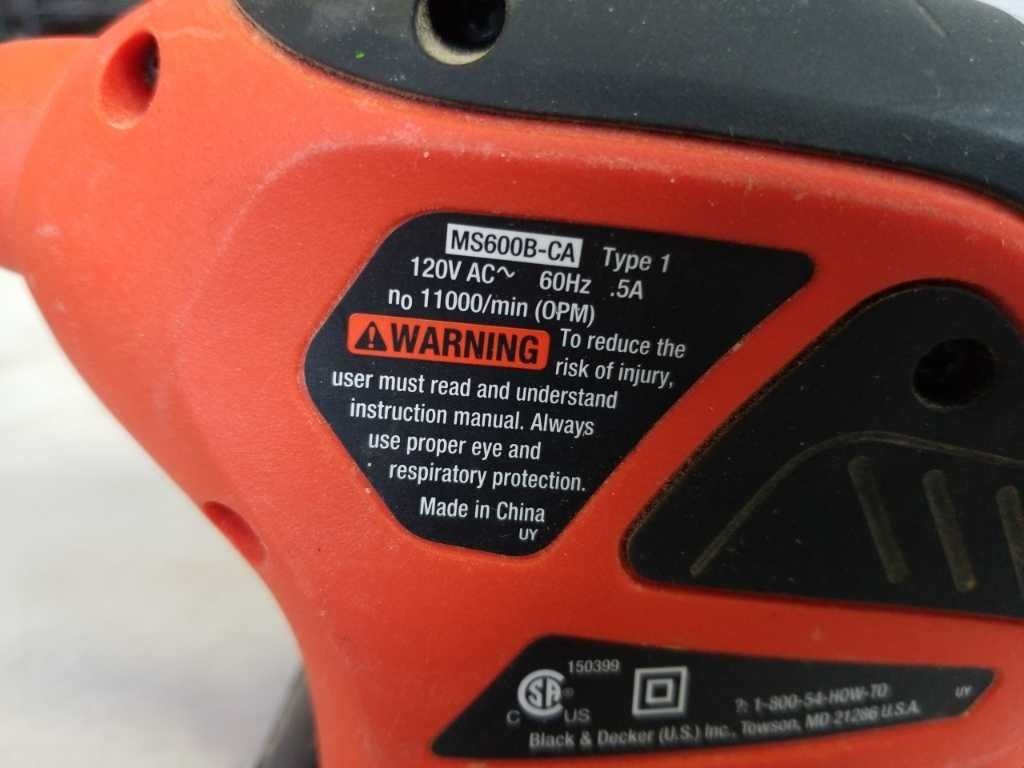 MS600B-CA Type 1
120V AC~ 60Hz .5A
no 11000/min (OPM)
WARNING To reduce the
risk of injury,
user must read and understand
instruction manual. Always
use proper eye and
respiratory protection.
Made in China
UY
150399
C SA ® US
?: 1-800-54-HOW-TO
UY
Black & Decker (U.S.) Inc., Towson, MD 21286 U.S.A.